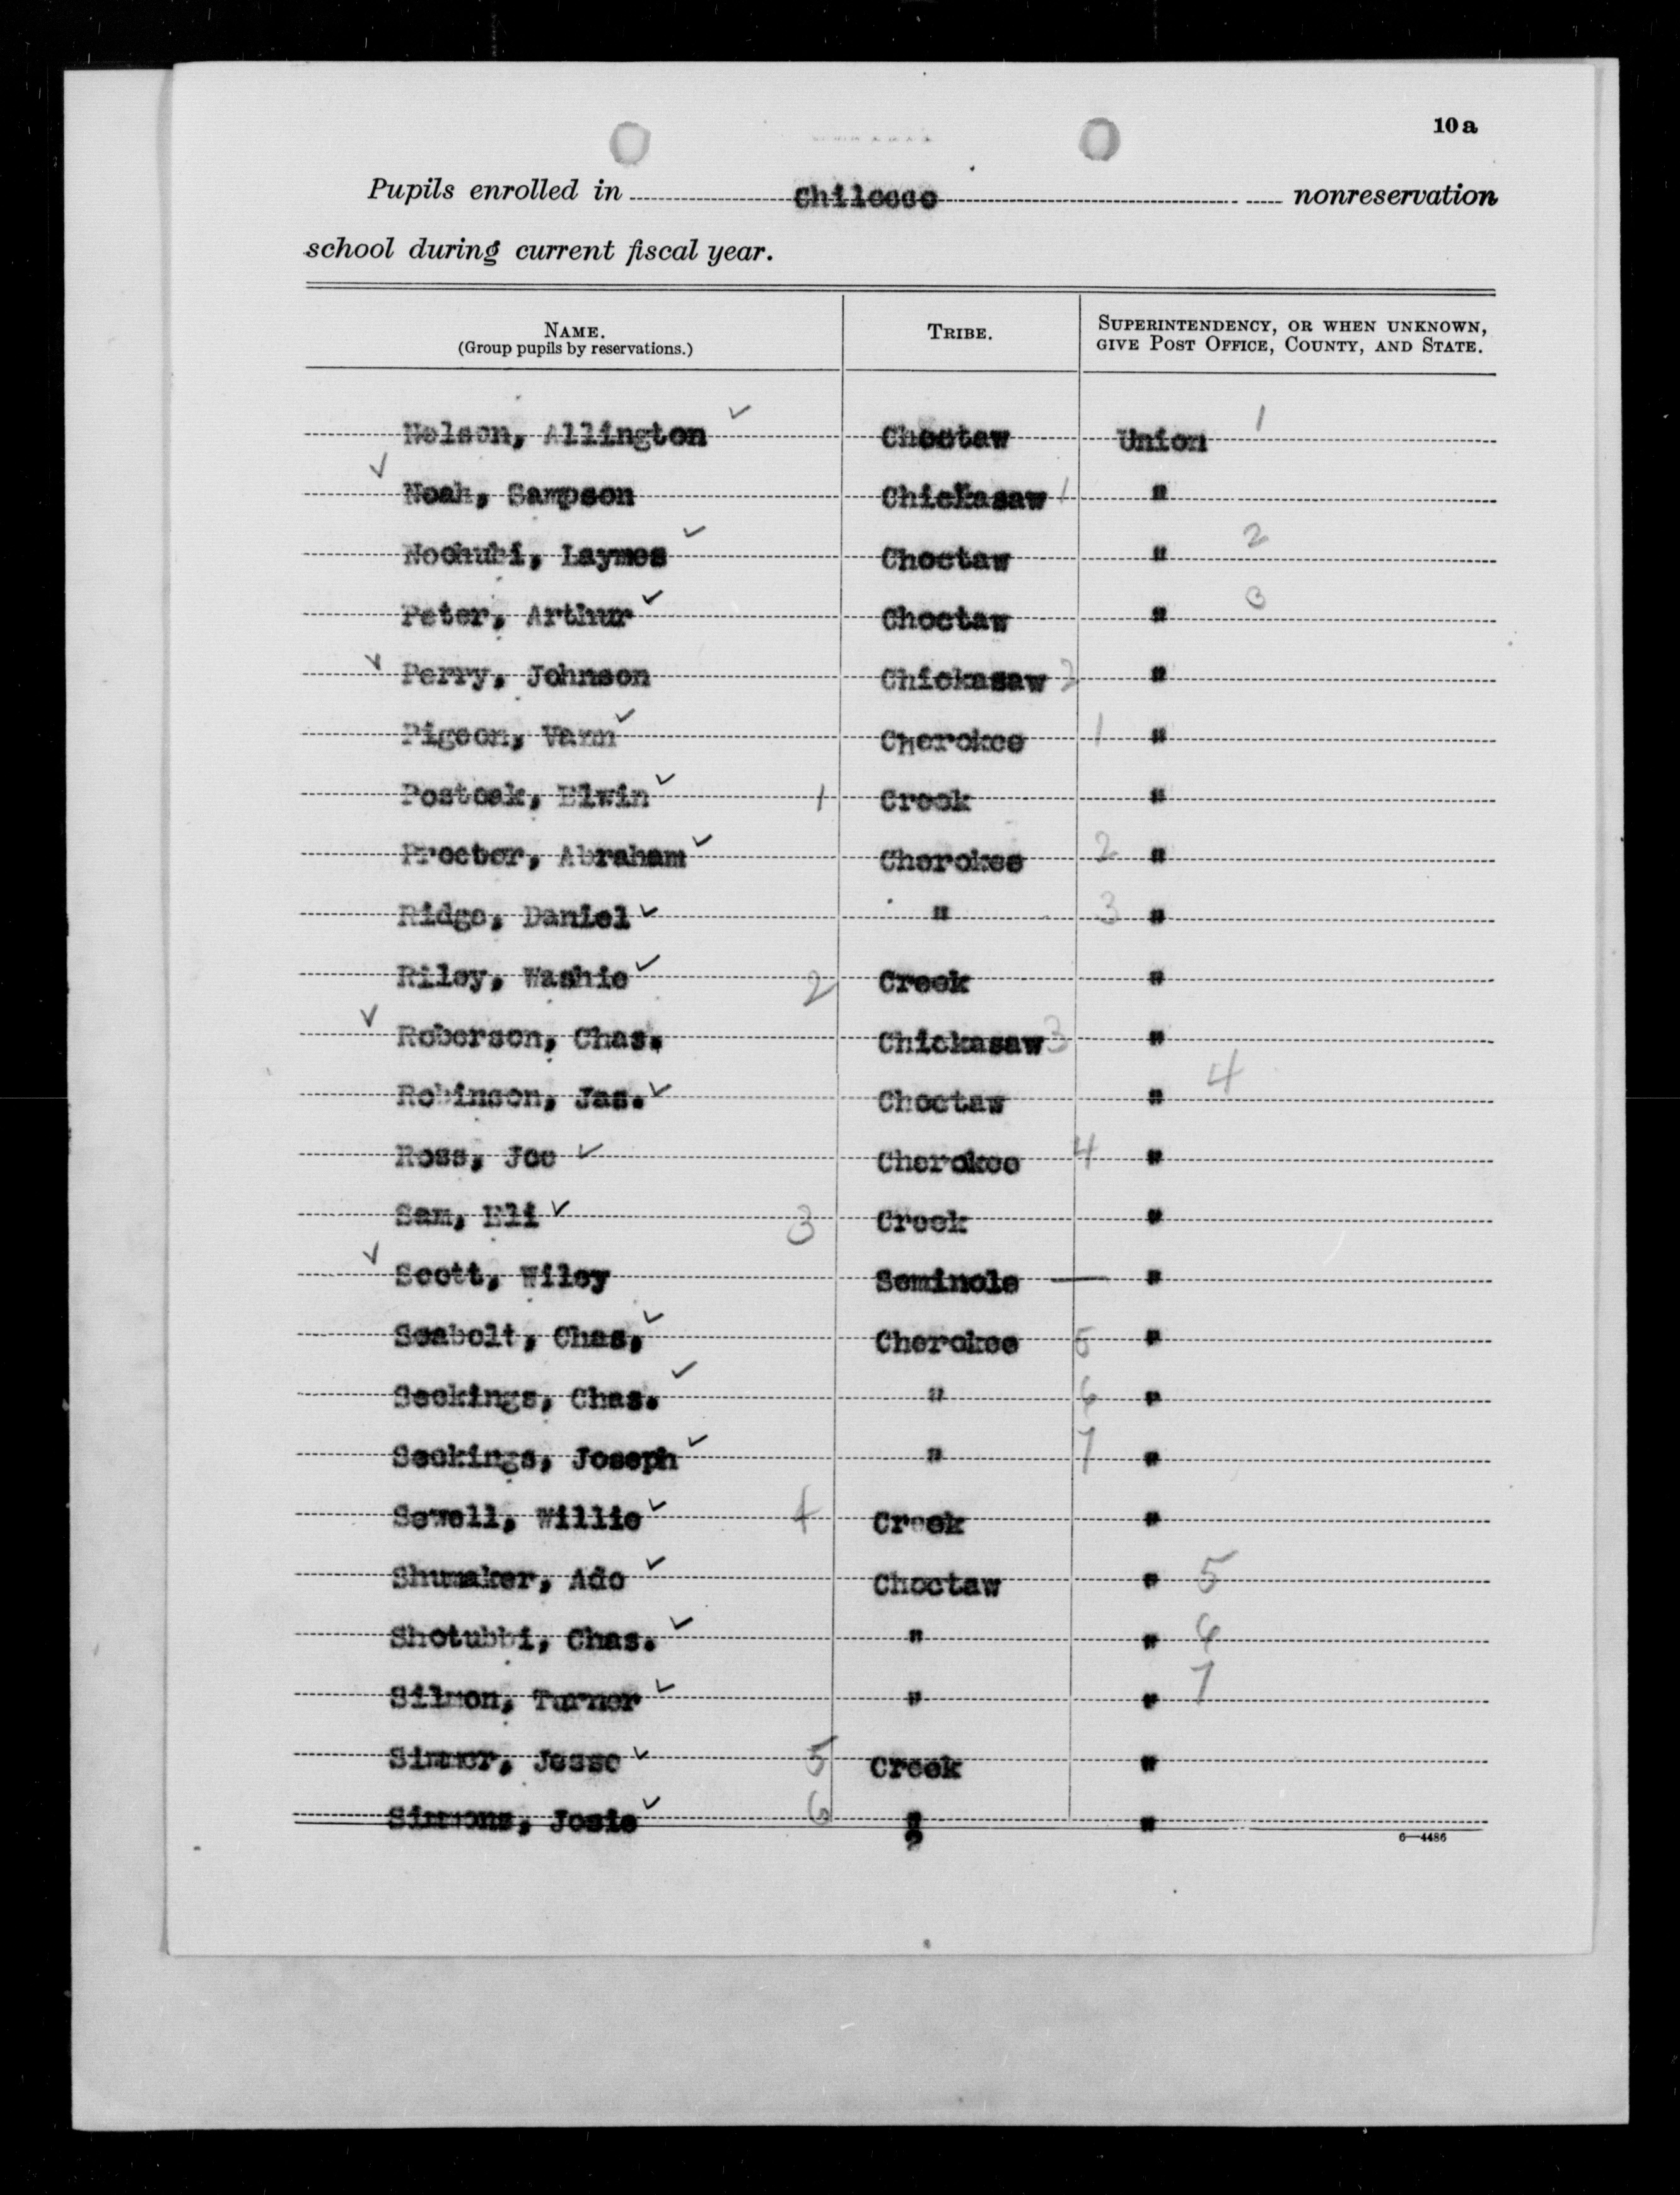 10a
Pupils enrolled in Chilocco nonreservation
school during current fiscal year.
NAME. TRIBE. SUPERINTENDENCY, OR WHEN UNKNOWN,
(Group pupils by reservations.) GIVE POST OFFICE, COUNTY, AND STATE.
Nelson, Allington ✓ Choctaw Union 1
✓ Noah, Sampson Chickasaw 1 "
Nochubi, Laymos ✓ Choctaw " 2
Peter, Arthur ✓ Choctaw " 3
✓ Perry, Johnson Chickasaw 2 "
Pigeon, Vann ✓ Cherokee 1 "
Postoak, Elwin ✓ 1 Creek "
Proctor, Abraham ✓ Cherokee 2 "
Ridge, Daniel ✓ " 3 "
Riley, Washie ✓ 2 Creek "
✓ Roberson, Chas. Chickasaw 3 "
Robinson, Jas. ✓ Choctaw " 4
Ross, Joe ✓ Cherokee 4 "
Sam, Eli ✓ 3 Creek "
✓ Scott, Wiley Seminole — "
Seabolt, Chas. ✓ Cherokee 5 "
Seekings, Chas. ✓ " 6 "
Seekings, Joseph ✓ " 7 "
Sewell, Willie ✓ 4 Creek "
Shumaker, Ado ✓ Choctaw " 5
Shotubbi, Chas. ✓ " " 6
Silmon, Turner ✓ " " 7
Simmer, Jesse ✓ 5 Creek "
Simmons, Josie ✓ 6 " "
6—4486